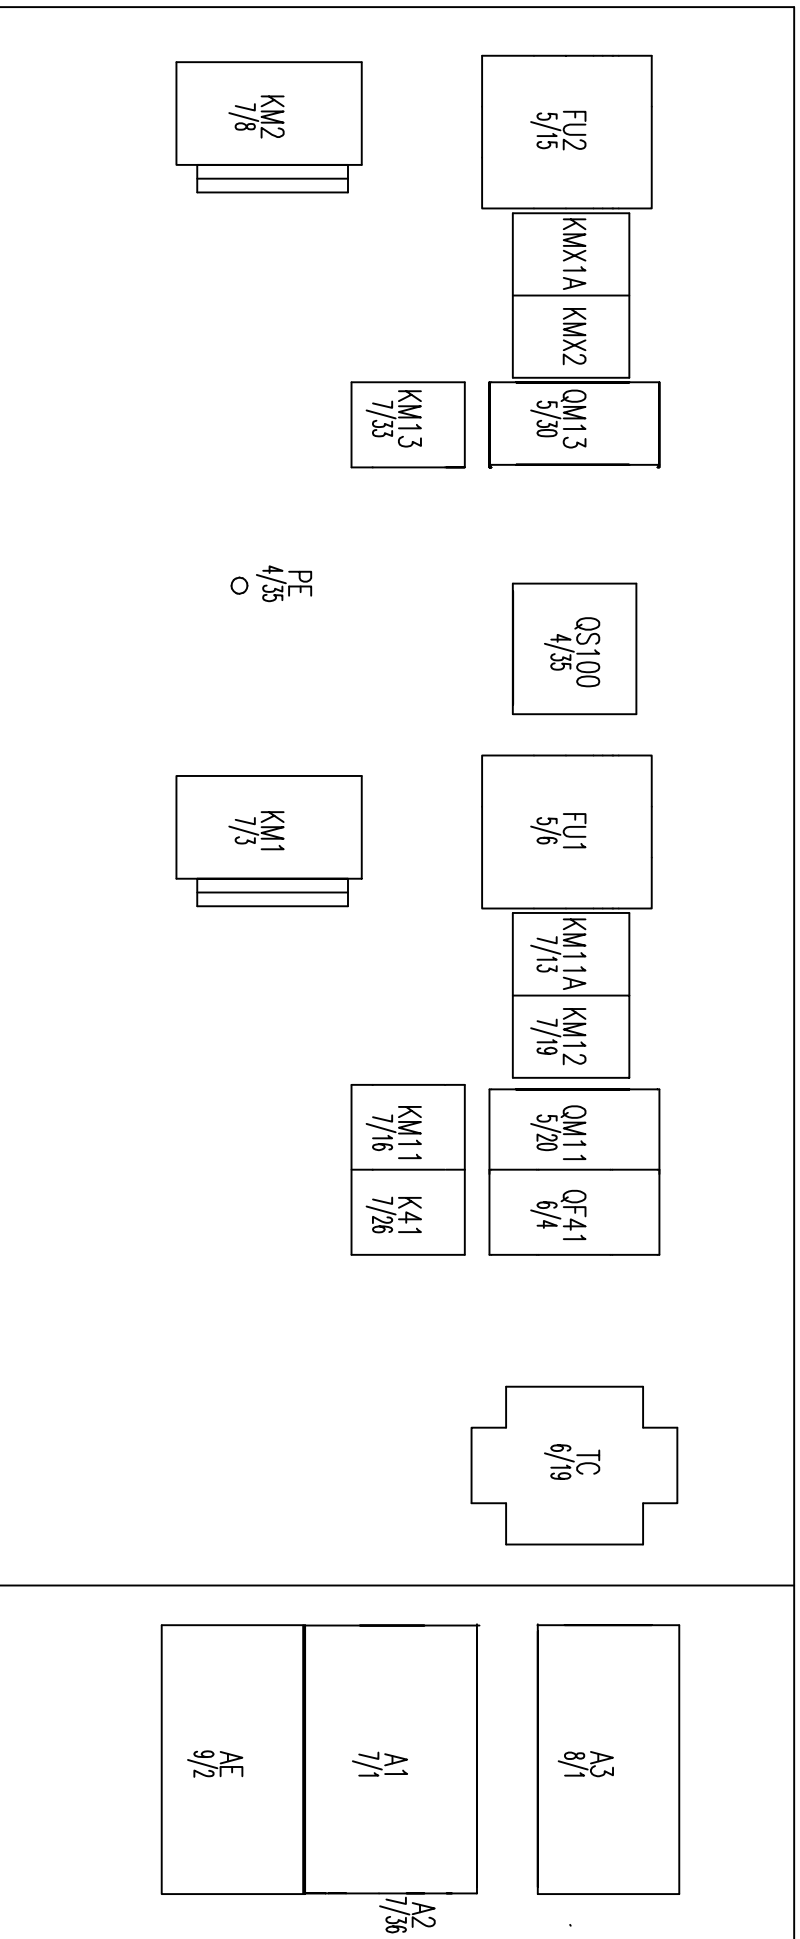 FU2
5/15
KMX1A
KMX2
QM13
5/30
QS100
4/35
FU1
5/6
KM11A
7/13
KM12
7/19
QM11
5/20
QF41
6/4
TC
6/19
A3
8/1
KM2
7/8
KM13
7/33
PE
4/35
KM1
7/3
KM11
7/16
K41
7/26
A1
7/1
A2
7/36
AE
9/2